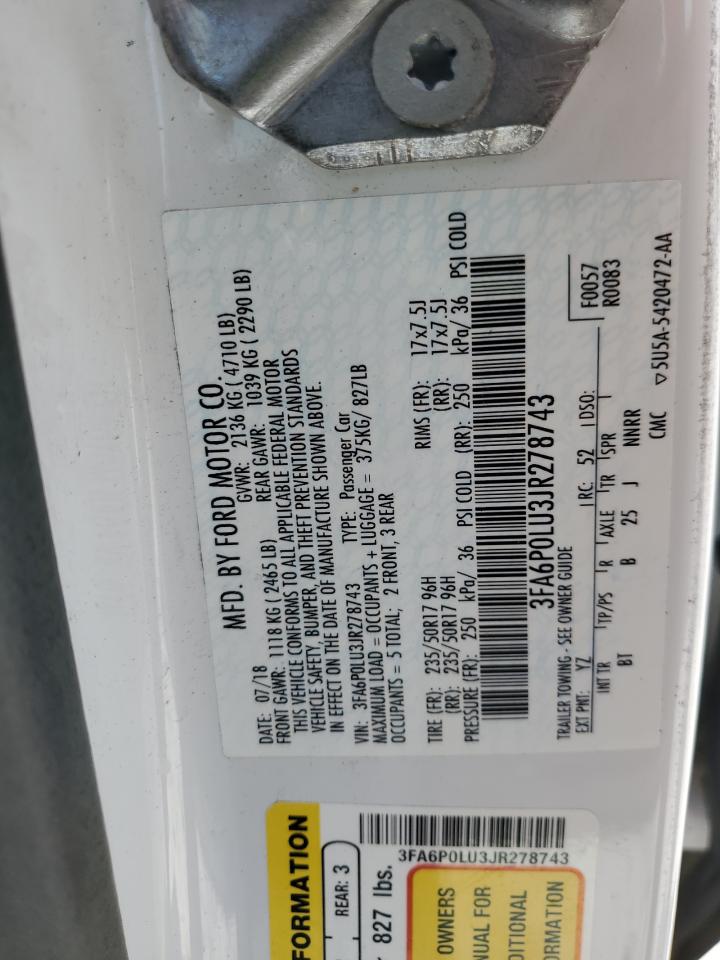 MFD. BY FORD MOTOR CO.
DATE: 07/18 GVWR: 2136 KG ( 4710 LB)
FRONT GAWR: 1118 KG ( 2465 LB) REAR GAWR: 1039 KG ( 2290 LB)
THIS VEHICLE CONFORMS TO ALL APPLICABLE FEDERAL MOTOR
VEHICLE SAFETY, BUMPER, AND THEFT PREVENTION STANDARDS
IN EFFECT ON THE DATE OF MANUFACTURE SHOWN ABOVE.
VIN: 3FA6P0LU3JR278743 TYPE: Passenger Car
MAXIMUM LOAD = OCCUPANTS + LUGGAGE = 375KG/ 827LB
OCCUPANTS = 5 TOTAL; 2 FRONT, 3 REAR
TIRE (FR): 235/50R17 96H RIMS (FR): 17x7.5J
(RR): 235/50R17 96H (RR): 17x7.5J
PRESSURE (FR): 250 kPa/ 36 PSI COLD (RR): 250 kPa/ 36 PSI COLD
3FA6P0LU3JR278743
TRAILER TOWING - SEE OWNER GUIDE F0057
EXT PNT: YZ RC: 52 DSO: R0083
INT TR TP/PS R AXLE TR SPR
BT B 25 J NNRR
CMC ▽5U5A-5420472-AA
FORMATION
REAR: 3
827 lbs.
3FA6P0LU3JR278743
OWNERS
NUAL FOR
DITIONAL
ORMATION